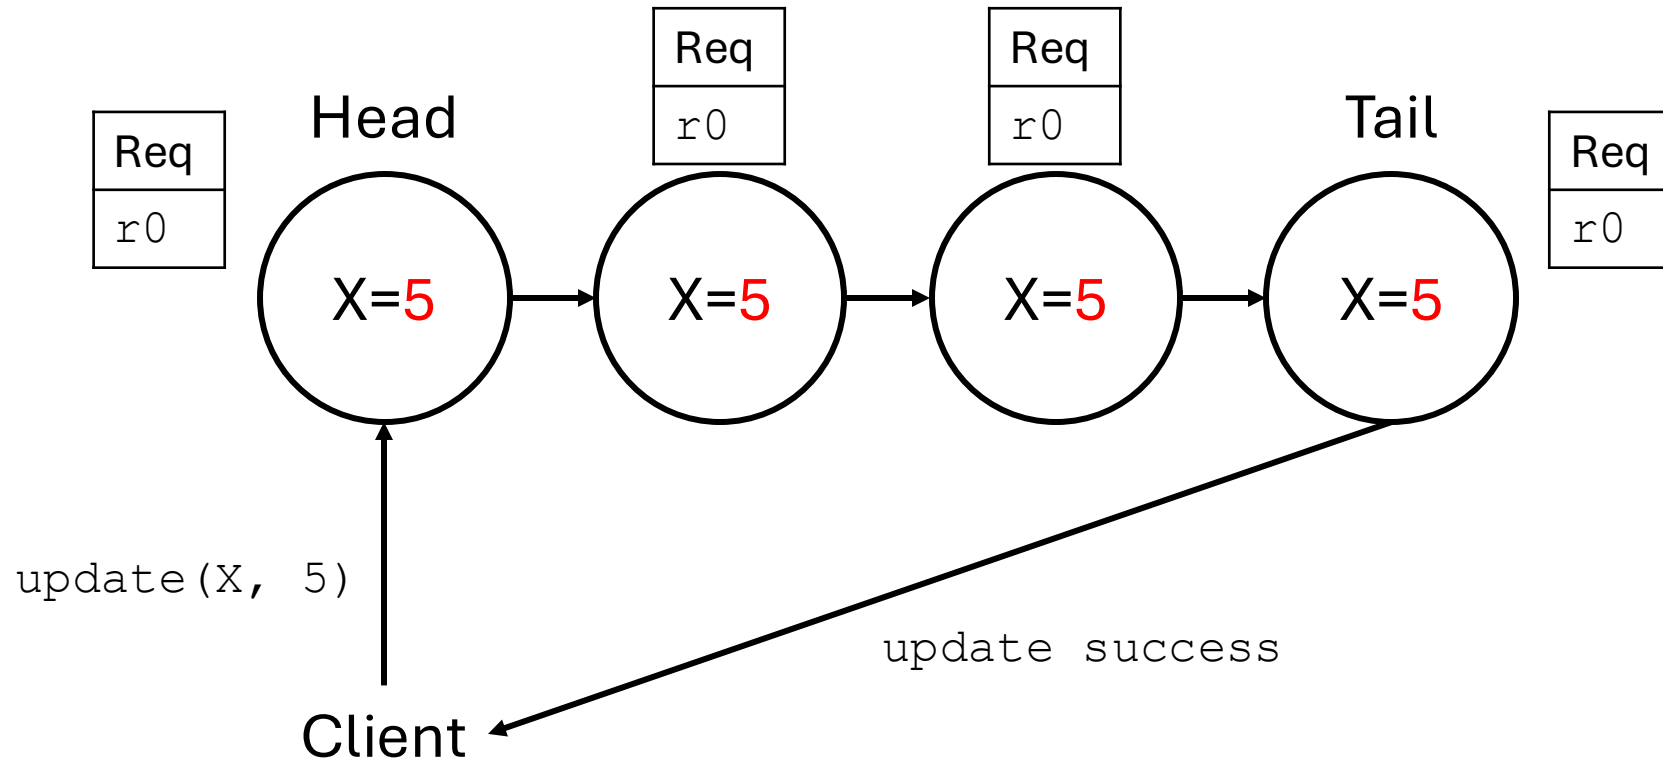 Req
r0
Head
Req
r0
Req
r0
Tail
Req
r0
X=5
X=5
X=5
X=5
update(X, 5)
update success
Client